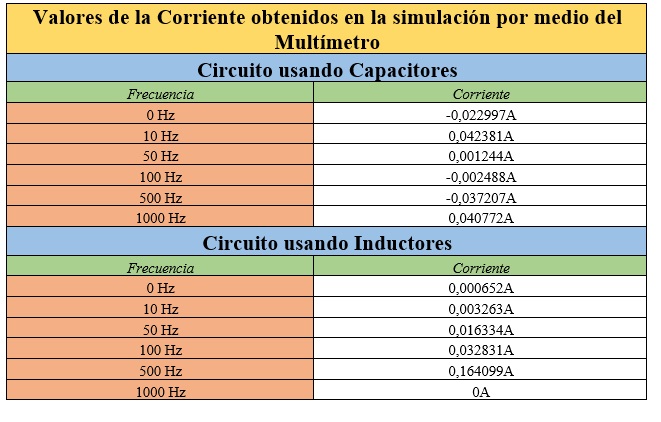 Valores de la Corriente obtenidos en la simulación por medio del
Multímetro
Circuito usando Capacitores
Frecuencia Corriente
0 Hz -0,022997A
10 Hz 0,042381A
50 Hz 0,001244A
100 Hz -0,002488A
500 Hz -0,037207A
1000 Hz 0,040772A
Circuito usando Inductores
Frecuencia Corriente
0 Hz 0,000652A
10 Hz 0,003263A
50 Hz 0,016334A
100 Hz 0,032831A
500 Hz 0,164099A
1000 Hz 0A